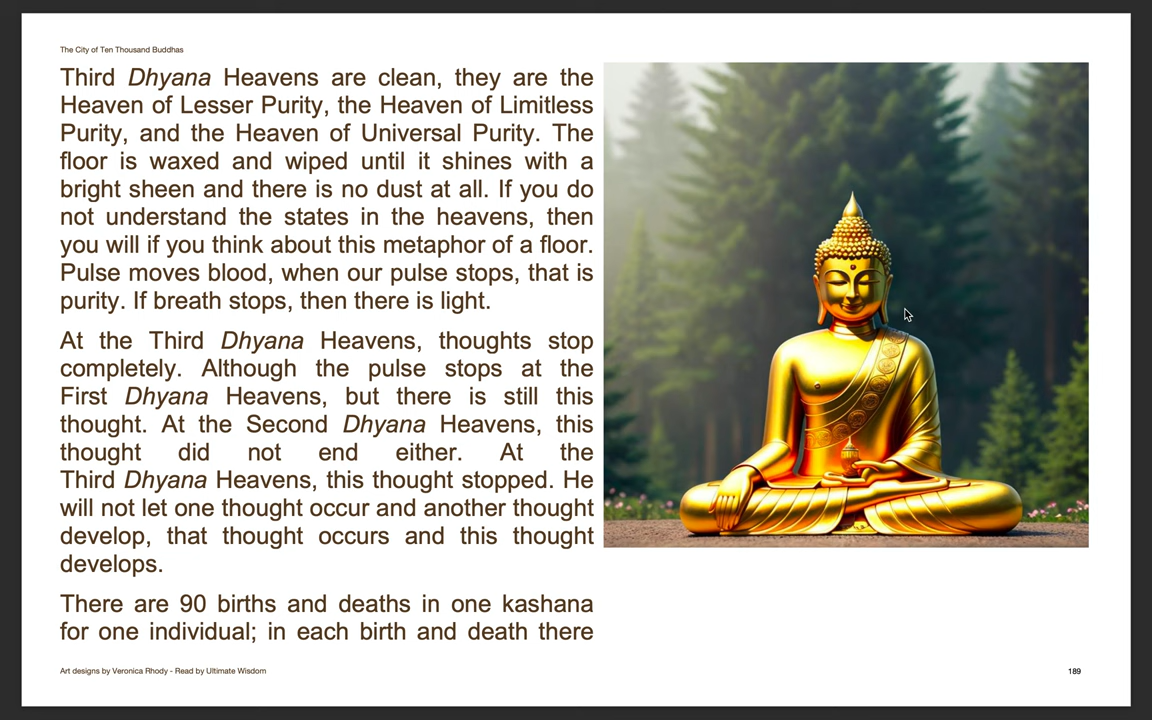 The City of Ten Thousand Buddhas
Third Dhyana Heavens are clean, they are the
Heaven of Lesser Purity, the Heaven of Limitless
Purity, and the Heaven of Universal Purity. The
floor is waxed and wiped until it shines with a
bright sheen and there is no dust at all. If you do
not understand the states in the heavens, then
you will if you think about this metaphor of a floor.
Pulse moves blood, when our pulse stops, that is
purity. If breath stops, then there is light.
At the Third Dhyana Heavens, thoughts stop
completely. Although the pulse stops at the
First Dhyana Heavens, but there is still this
thought. At the Second Dhyana Heavens, this
thought did not end either. At the
Third Dhyana Heavens, this thought stopped. He
will not let one thought occur and another thought
develop, that thought occurs and this thought
develops.
There are 90 births and deaths in one kashana
for one individual; in each birth and death there
Art designs by Veronica Rhody - Read by Ultimate Wisdom
189